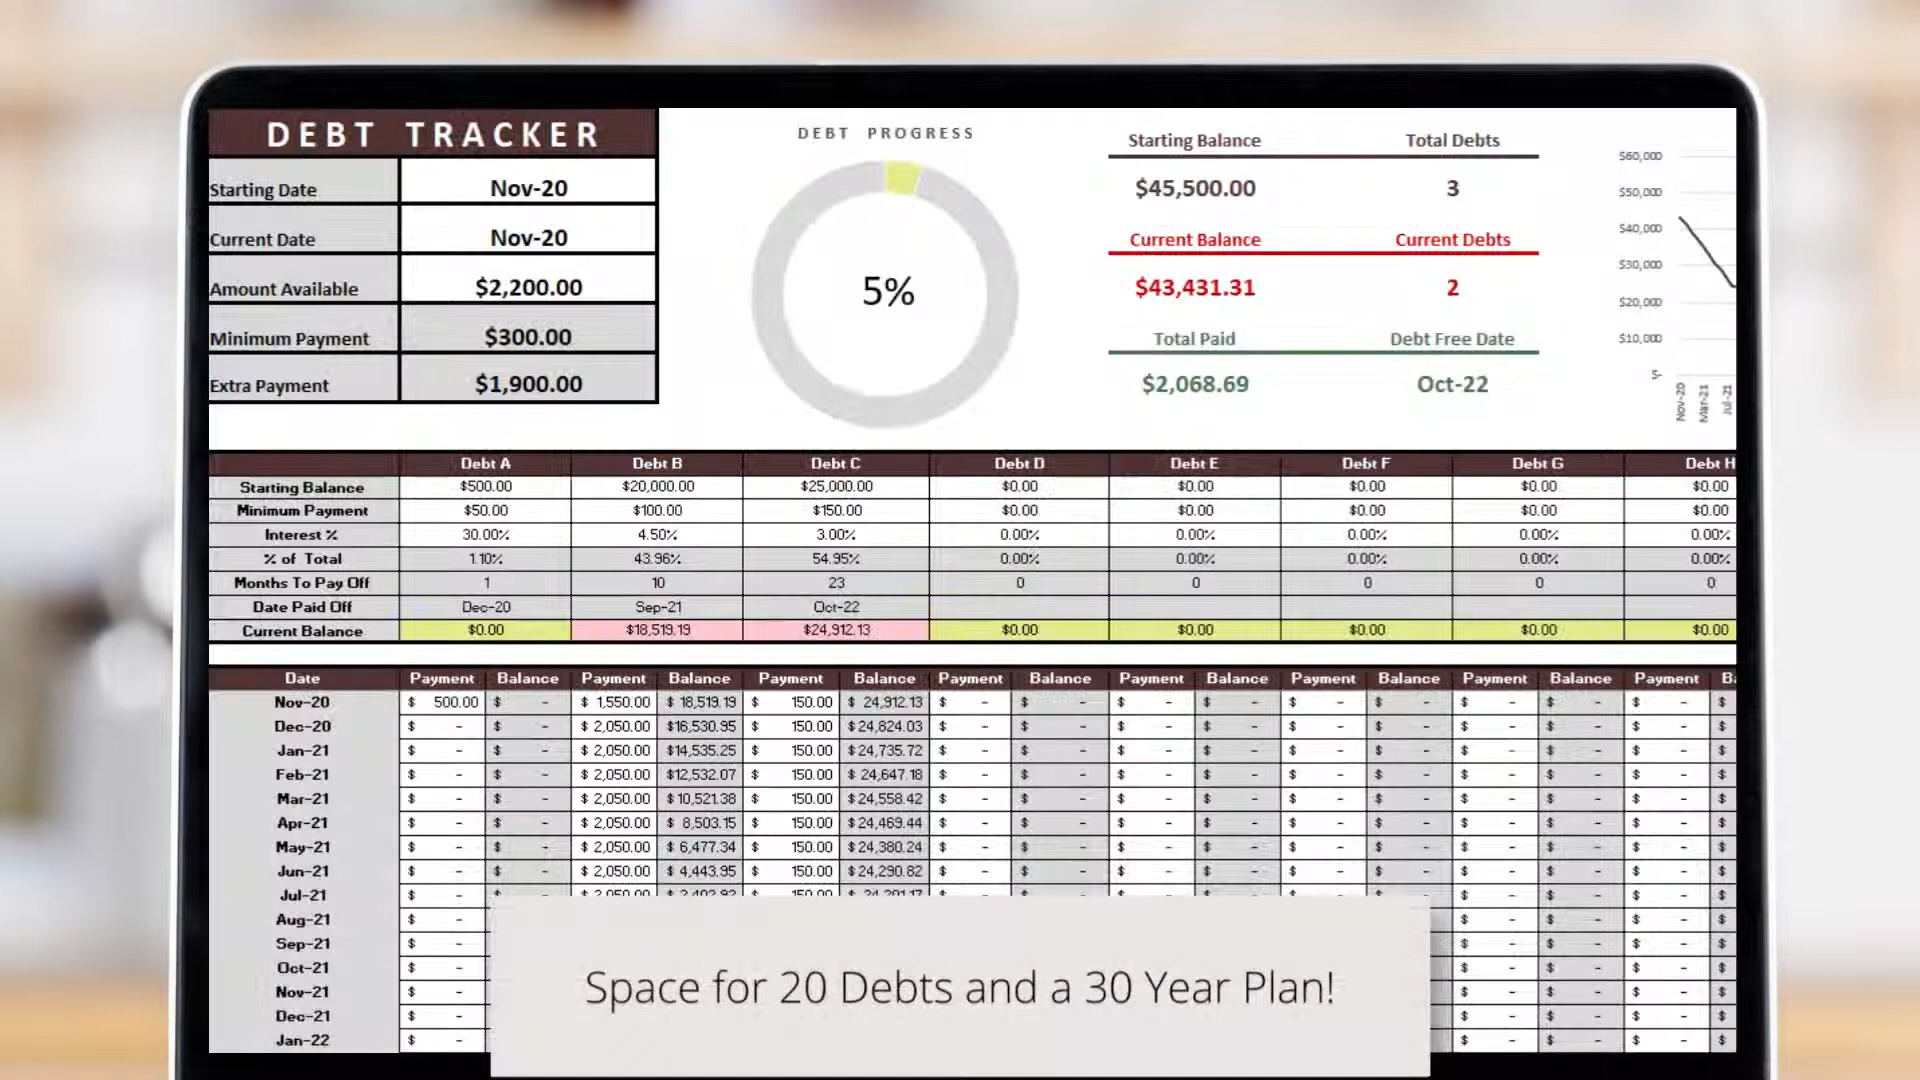 DEBT TRACKER
Starting Date Nov-20
Current Date Nov-20
Amount Available $2,200.00
Minimum Payment $300.00
Extra Payment $1,900.00
DEBT PROGRESS
5%
Starting Balance Total Debts
$45,500.00 3
Current Balance Current Debts
$43,431.31 2
Total Paid Debt Free Date
$2,068.69 Oct-22
$60,000
$50,000
$40,000
$30,000
$20,000
$10,000
$-
Nov-20 Mar-21 Jul-21
Debt A Debt B Debt C Debt D Debt E Debt F Debt G Debt H
Starting Balance $500.00 $20,000.00 $25,000.00 $0.00 $0.00 $0.00 $0.00 $0.00
Minimum Payment $50.00 $100.00 $150.00 $0.00 $0.00 $0.00 $0.00 $0.00
Interest % 30.00% 4.50% 3.00% 0.00% 0.00% 0.00% 0.00% 0.00%
% of Total 1.10% 43.96% 54.95% 0.00% 0.00% 0.00% 0.00% 0.00%
Months To Pay Off 1 10 23 0 0 0 0 0
Date Paid Off Dec-20 Sep-21 Oct-22
Current Balance $0.00 $18,519.19 $24,912.13 $0.00 $0.00 $0.00 $0.00 $0.00
Date Payment Balance Payment Balance Payment Balance Payment Balance Payment Balance Payment Balance Payment Balance Payment
Nov-20 $ 500.00 $ - $ 1,550.00 $ 18,519.19 $ 150.00 $ 24,912.13 $ - $ - $ - $ - $ - $ - $ - $ - $ - $
Dec-20 $ - $ - $ 2,050.00 $16,530.95 $ 150.00 $ 24,824.03 $ - $ - $ - $ - $ - $ - $ - $ - $ - $
Jan-21 $ - $ - $ 2,050.00 $14,535.25 $ 150.00 $ 24,735.72 $ - $ - $ - $ - $ - $ - $ - $ - $ - $
Feb-21 $ - $ - $ 2,050.00 $12,532.07 $ 150.00 $ 24,647.18 $ - $ - $ - $ - $ - $ - $ - $ - $ - $
Mar-21 $ - $ - $ 2,050.00 $ 10,521.38 $ 150.00 $ 24,558.42 $ - $ - $ - $ - $ - $ - $ - $ - $ - $
Apr-21 $ - $ - $ 2,050.00 $ 8,503.15 $ 150.00 $ 24,469.44 $ - $ - $ - $ - $ - $ - $ - $ - $ - $
May-21 $ - $ - $ 2,050.00 $ 6,477.34 $ 150.00 $ 24,380.24 $ - $ - $ - $ - $ - $ - $ - $ - $ - $
Jun-21 $ - $ - $ 2,050.00 $ 4,443.95 $ 150.00 $ 24,290.82 $ - $ - $ - $ - $ - $ - $ - $ - $ - $
Jul-21 $ - $ - $ - $ - $ - $
Aug-21 $ - $ - $ - $ - $
Sep-21 $ - $ - $ - $ - $
Oct-21 $ - $ - $ - $ - $
Nov-21 $ - $ - $ - $ - $
Dec-21 $ - $ - $ - $ - $
Jan-22 $ - $ - $ - $ - $
Space for 20 Debts and a 30 Year Plan!